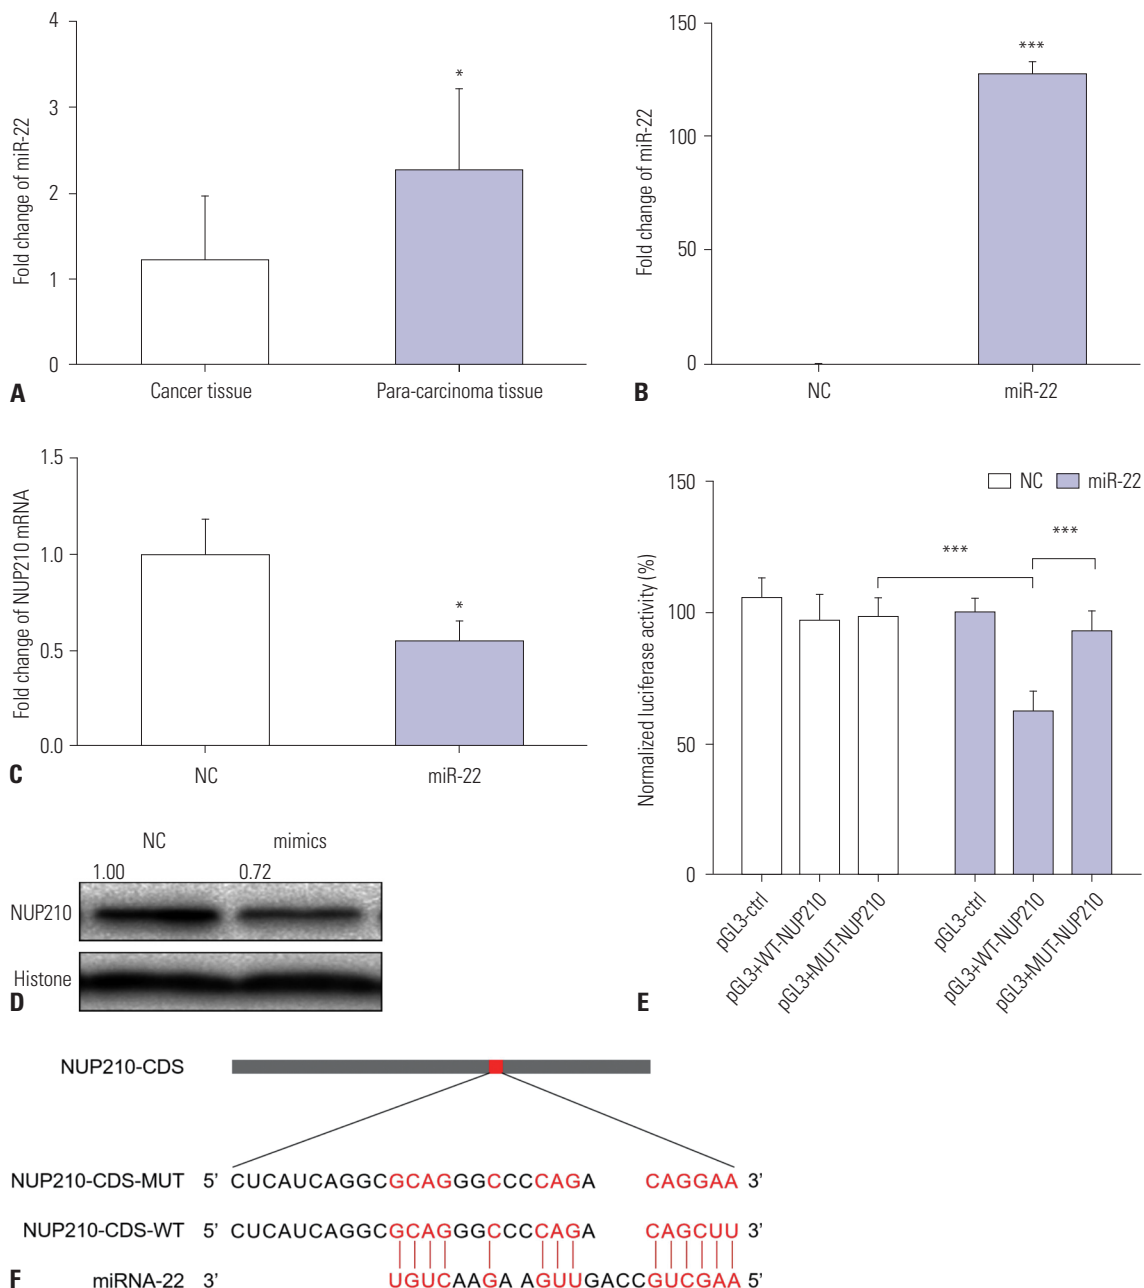 4
3
2
1
0
Fold change of miR-22
*
Cancer tissue
Para-carcinoma tissue
A
150
100
50
0
Fold change of miR-22
***
NC
miR-22
B
1.5
1.0
0.5
0.0
Fold change of NUP210 mRNA
*
NC
miR-22
C
NC
mimics
1.00
0.72
NUP210
Histone
D
NC
miR-22
150
100
50
0
Normalized luciferase activity (%)
***
***
pGL3-ctrl
pGL3+WT-NUP210
pGL3+MUT-NUP210
pGL3-ctrl
pGL3+WT-NUP210
pGL3+MUT-NUP210
E
NUP210-CDS
NUP210-CDS-MUT 5’ CUCAUCAGGCGCAGGGCCCCAGA CAGGAA 3’
NUP210-CDS-WT 5’ CUCAUCAGGCGCAGGGCCCCAGA CAGCUU 3’
miRNA-22 3’ UGUCAAGA AGUUGACCGUCGAA 5’
F